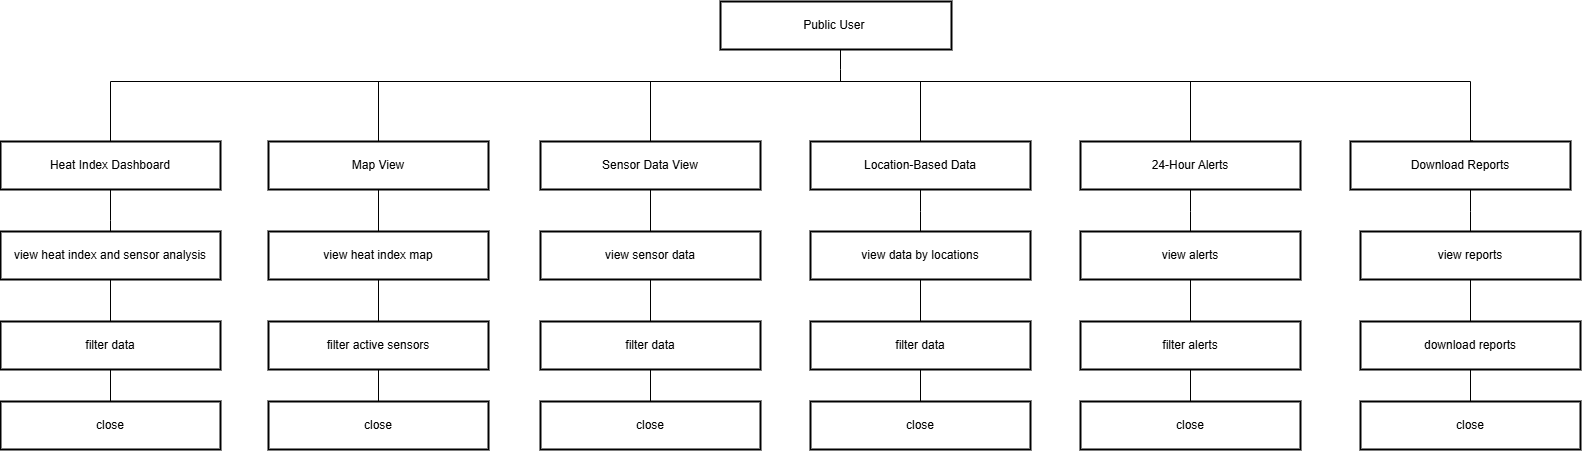 Public User
Heat Index Dashboard
Map View
Sensor Data View
Location-Based Data
24-Hour Alerts
Download Reports
view heat index and sensor analysis
view heat index map
view sensor data
view data by locations
view alerts
view reports
filter data
filter active sensors
filter data
filter data
filter alerts
download reports
close
close
close
close
close
close